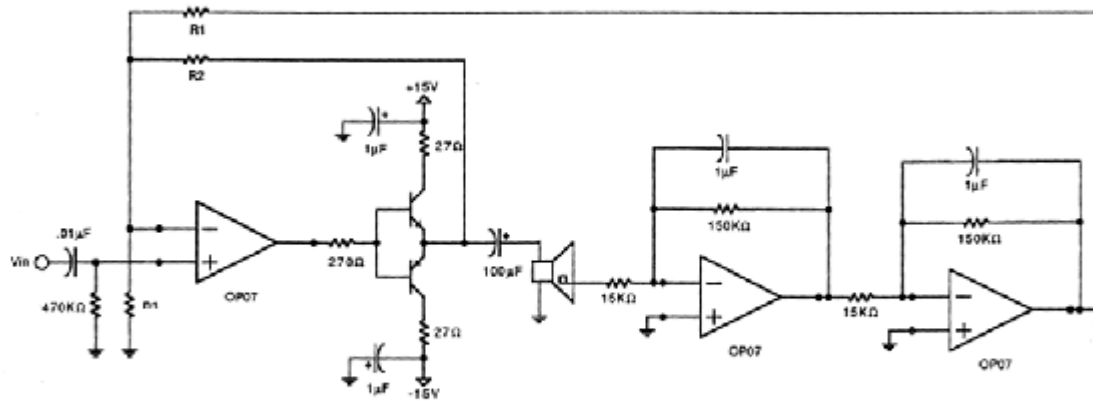 R1
R2
+15V
1μF
27Ω
1μF
1μF
150KΩ
150KΩ
.01μF
Vin
−
+
270Ω
100μF
15KΩ
−
+
15KΩ
−
+
470KΩ
OP07
27Ω
OP07
OP07
1μF
-15V